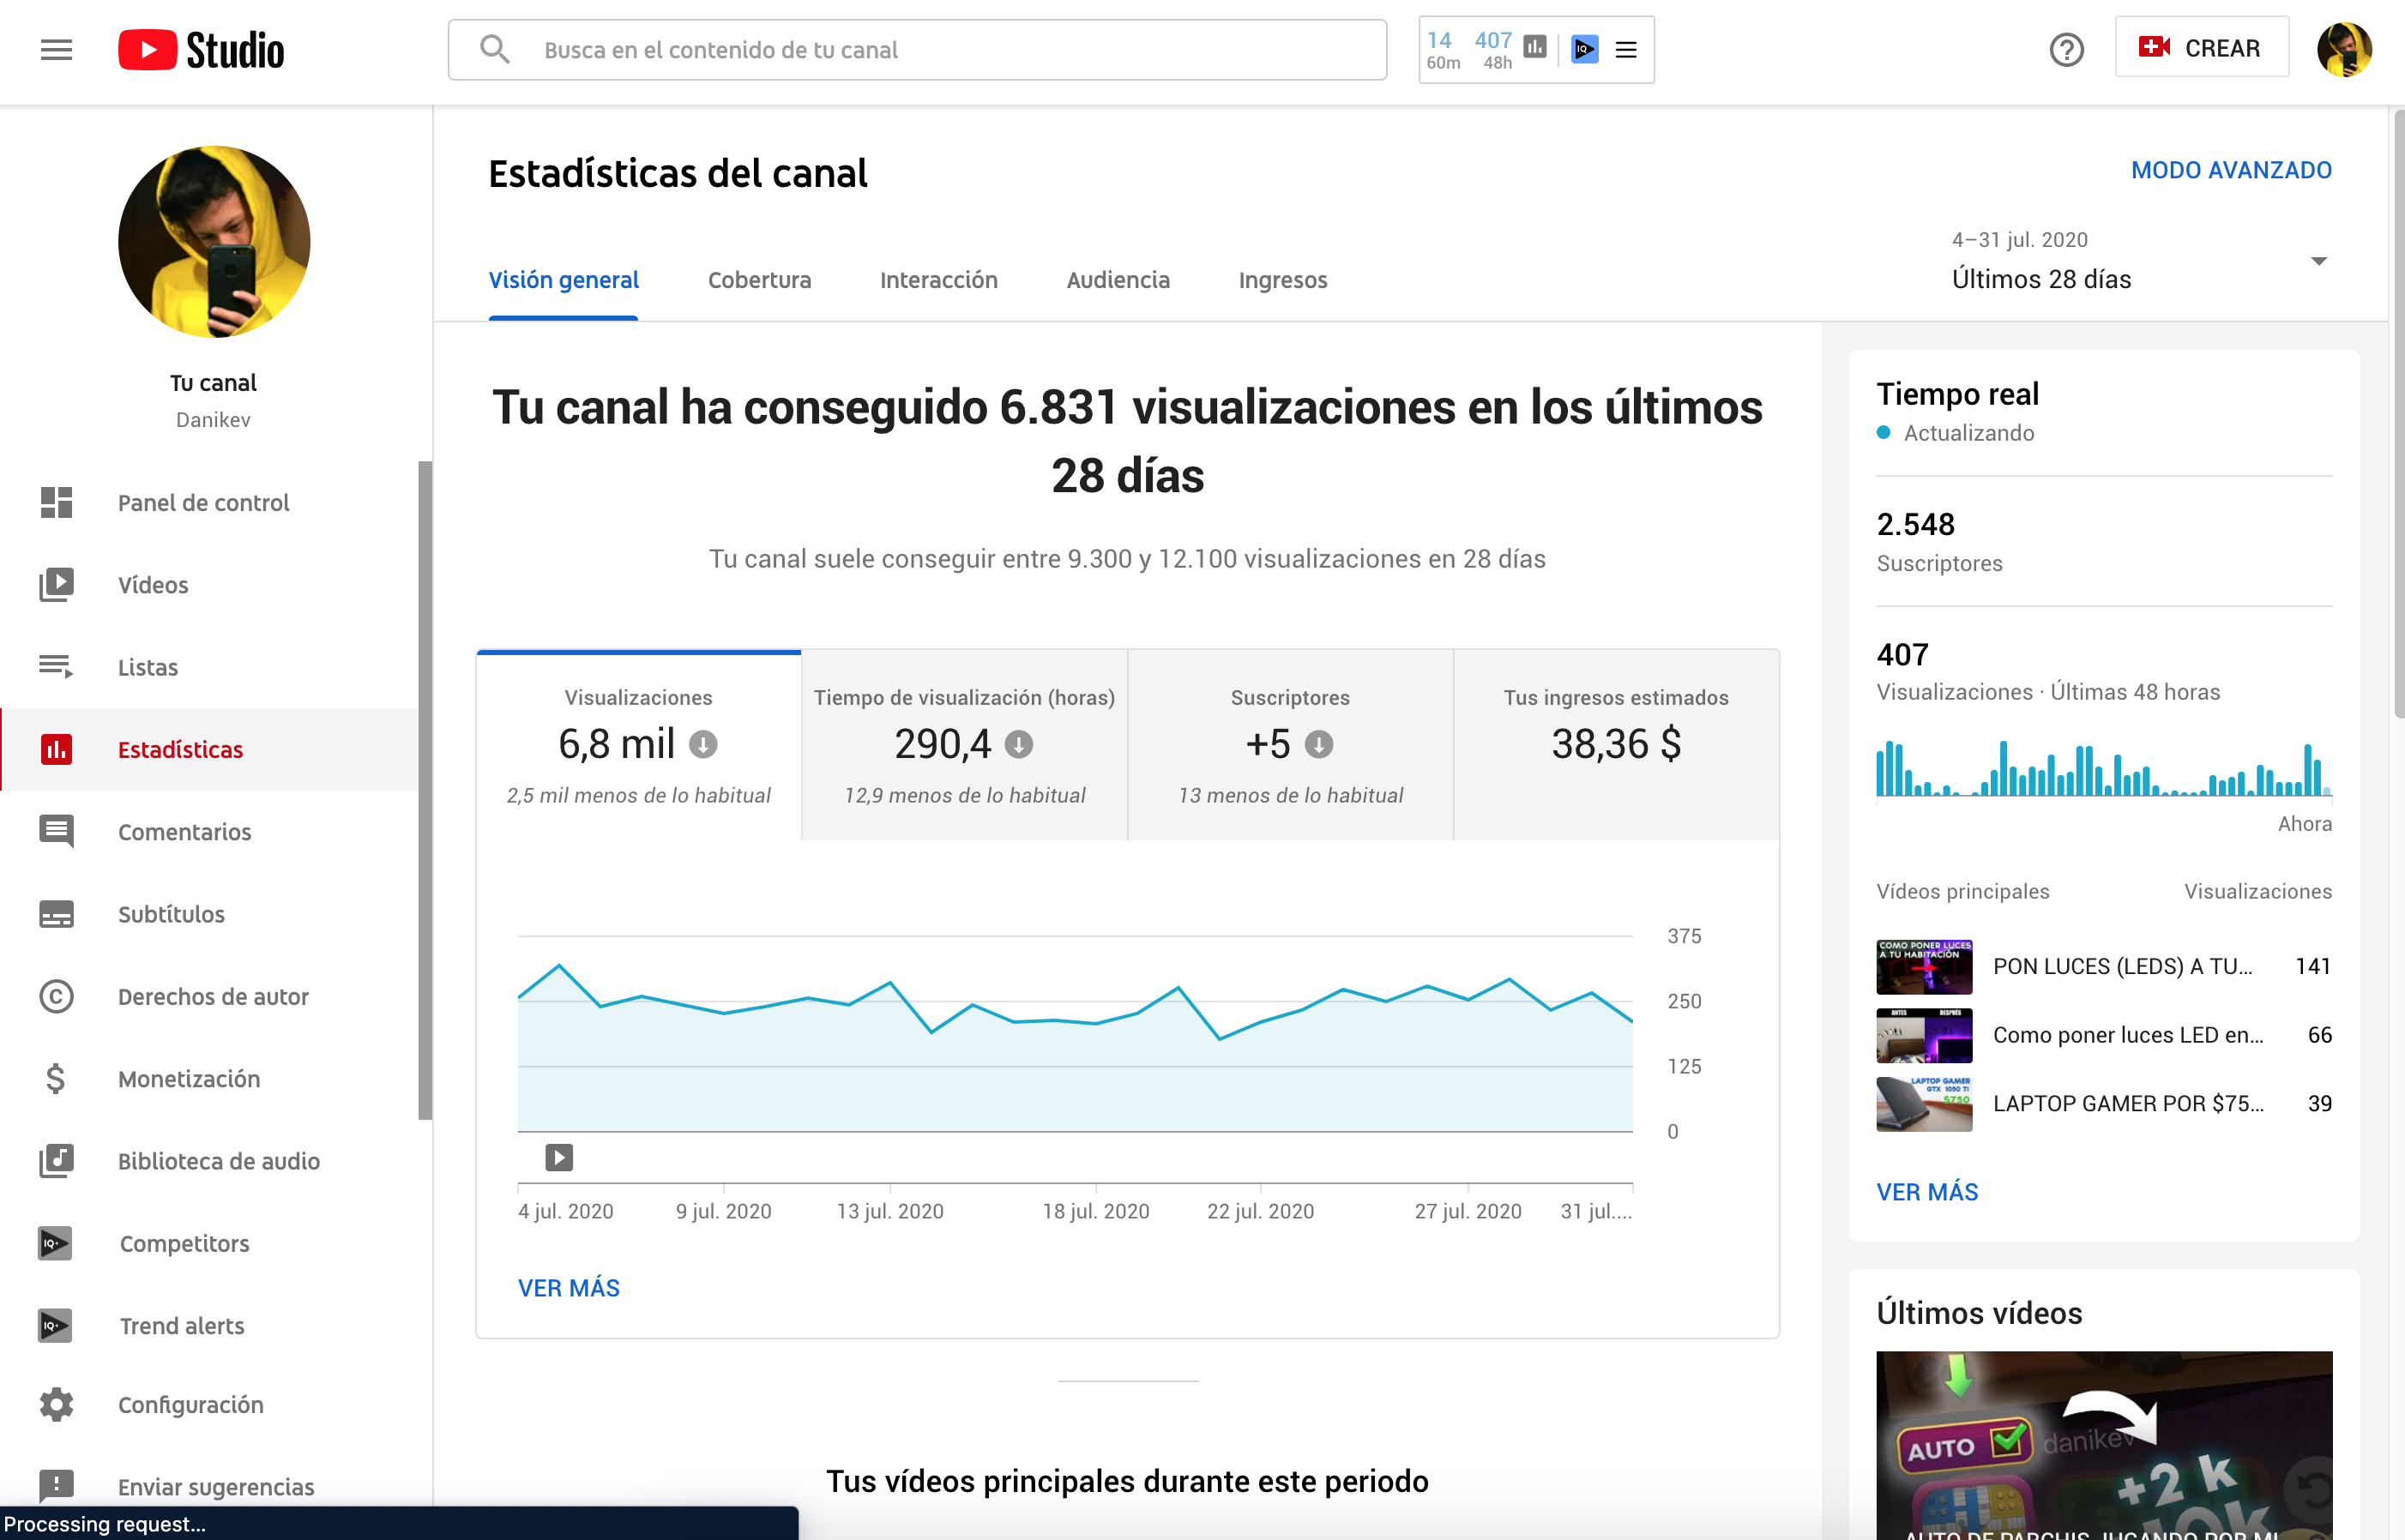 Studio
Busca en el contenido de tu canal
14 407
60m 48h
CREAR
Tu canal
Danikev
Panel de control
Vídeos
Listas
Estadísticas
Comentarios
Subtítulos
Derechos de autor
Monetización
Biblioteca de audio
Competitors
Trend alerts
Configuración
Enviar sugerencias
Processing request...
Estadísticas del canal
MODO AVANZADO
Visión general
Cobertura
Interacción
Audiencia
Ingresos
4–31 jul. 2020
Últimos 28 días
Tu canal ha conseguido 6.831 visualizaciones en los últimos
28 días
Tu canal suele conseguir entre 9.300 y 12.100 visualizaciones en 28 días
Visualizaciones
6,8 mil
2,5 mil menos de lo habitual
Tiempo de visualización (horas)
290,4
12,9 menos de lo habitual
Suscriptores
+5
13 menos de lo habitual
Tus ingresos estimados
38,36 $
375
250
125
0
4 jul. 2020
9 jul. 2020
13 jul. 2020
18 jul. 2020
22 jul. 2020
27 jul. 2020
31 jul....
VER MÁS
Tus vídeos principales durante este periodo
Tiempo real
Actualizando
2.548
Suscriptores
407
Visualizaciones · Últimas 48 horas
Ahora
Vídeos principales
Visualizaciones
COMO PONER LUCES
A TU HABITACIÓN
PON LUCES (LEDS) A TU...
141
ANTES DESPUÉS
Como poner luces LED en...
66
LAPTOP GAMER
GTX 1050 TI
$750
LAPTOP GAMER POR $75...
39
VER MÁS
Últimos vídeos
AUTO
danikev
+2 k
AUTO DE PARCHIS JUGANDO POR MI